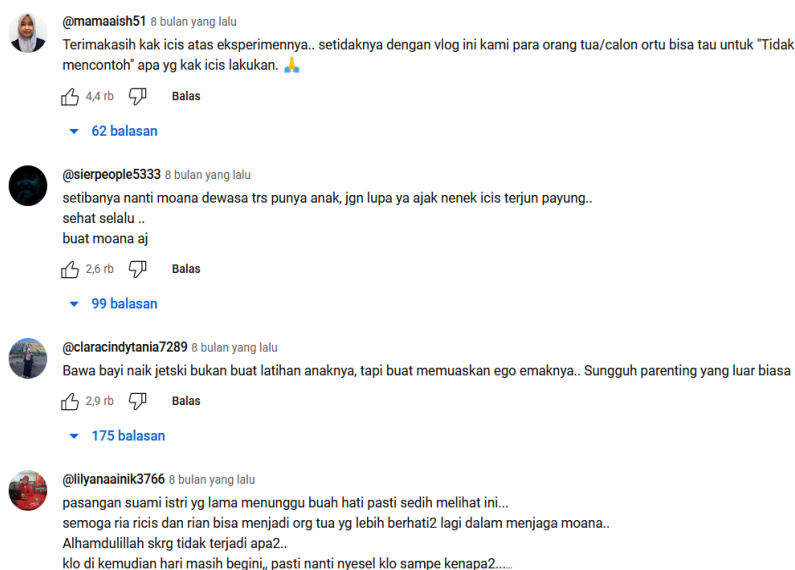 @mamaaish51 8 bulan yang lalu
Terimakasih kak icis atas eksperimennya.. setidaknya dengan vlog ini kami para orang tua/calon ortu bisa tau untuk "Tidak
mencontoh" apa yg kak icis lakukan. 🙏
4,4 rb Balas
62 balasan
@sierpeople5333 8 bulan yang lalu
setibanya nanti moana dewasa trs punya anak, jgn lupa ya ajak nenek icis terjun payung..
sehat selalu ..
buat moana aj
2,6 rb Balas
99 balasan
@claracindytania7289 8 bulan yang lalu
Bawa bayi naik jetski bukan buat latihan anaknya, tapi buat memuaskan ego emaknya.. Sungguh parenting yang luar biasa
2,9 rb Balas
175 balasan
@lilyanaainik3766 8 bulan yang lalu
pasangan suami istri yg lama menunggu buah hati pasti sedih melihat ini...
semoga ria ricis dan rian bisa menjadi org tua yg lebih berhati2 lagi dalam menjaga moana..
Alhamdulillah skrg tidak terjadi apa2..
klo di kemudian hari masih begini,, pasti nanti nyesel klo sampe kenapa2...…